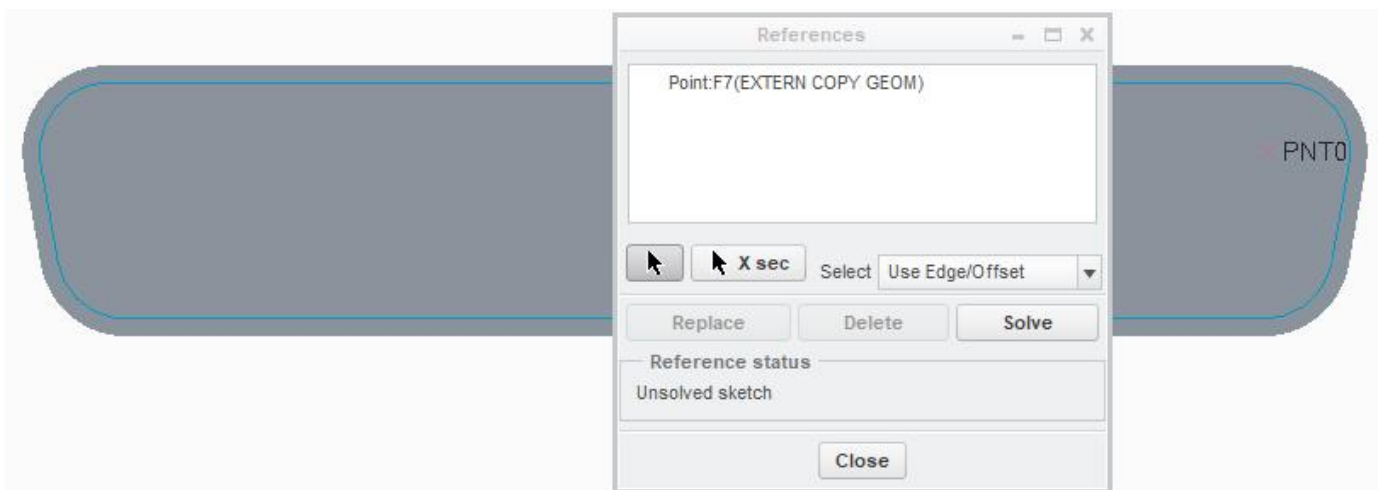 References
Point:F7(EXTERN COPY GEOM)
PNT0
X sec
Select
Use Edge/Offset
Replace
Delete
Solve
Reference status
Unsolved sketch
Close